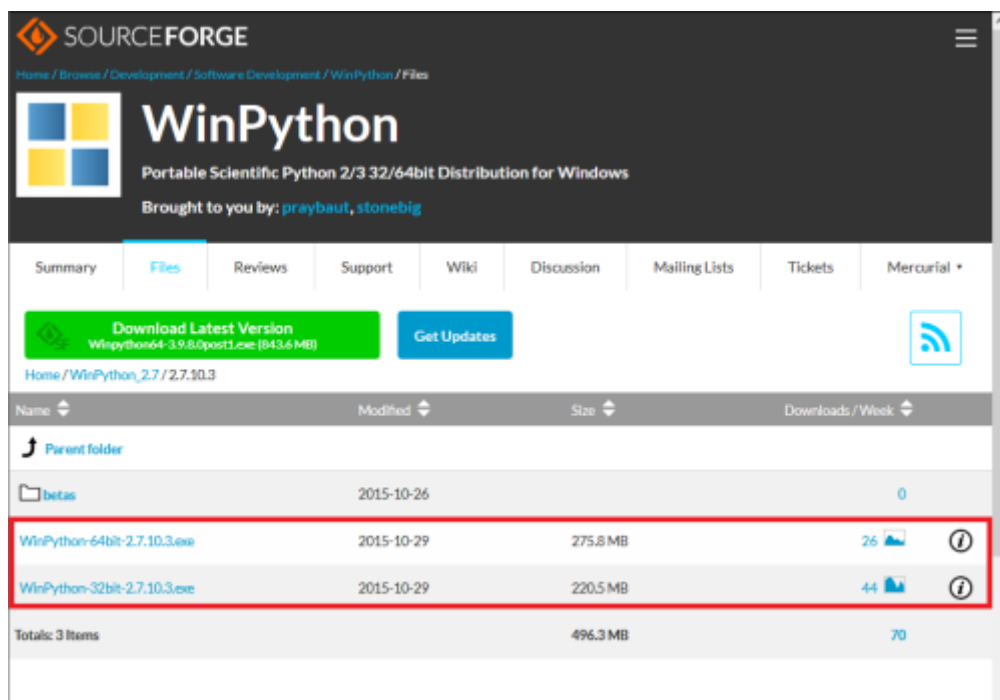 SOURCEFORGE
Home / Browse / Development / Software Development / WinPython / Files
WinPython
Portable Scientific Python 2/3 32/64bit Distribution for Windows
Brought to you by: praybaut, stonebig
Summary Files Reviews Support Wiki Discussion Mailing Lists Tickets Mercurial
Download Latest Version
Winpython64-3.9.8.0post1.exe (843.6 MB)
Get Updates
Home / WinPython_2.7 / 2.7.10.3
Name Modified Size Downloads / Week
Parent folder
betas 2015-10-26 0
WinPython-64bit-2.7.10.3.exe 2015-10-29 275.8 MB 26
WinPython-32bit-2.7.10.3.exe 2015-10-29 220.5 MB 44
Totals: 3 Items 496.3 MB 70